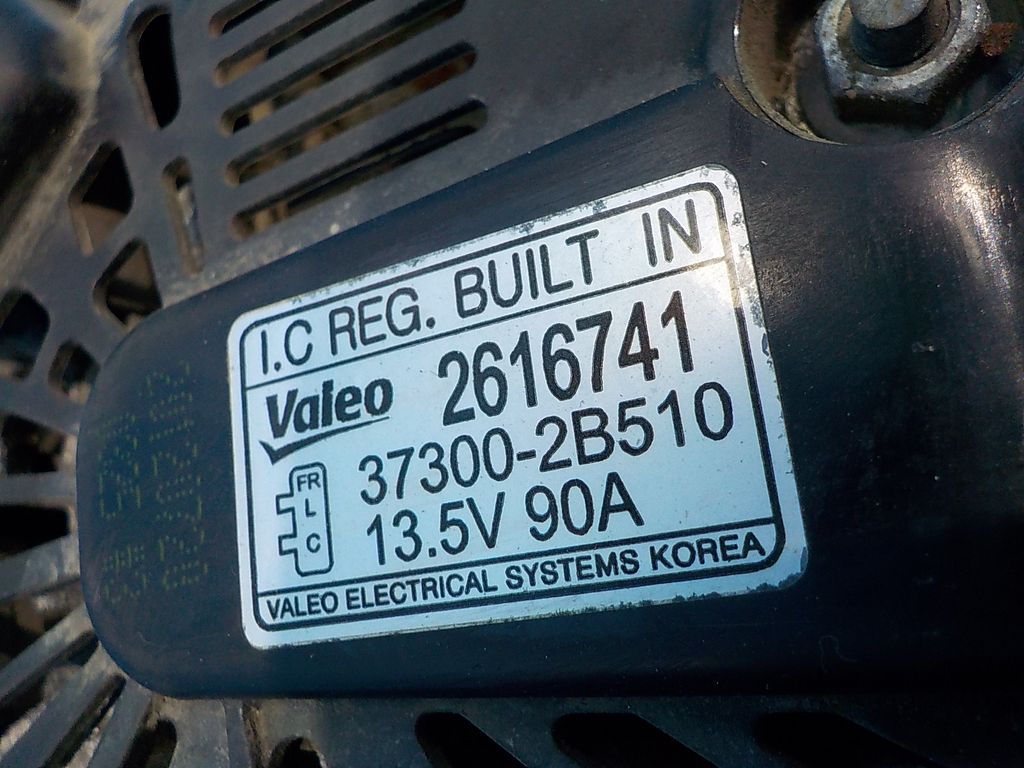 I.C REG. BUILT IN
Valeo 2616741
37300-2B510
13.5V 90A
FR
L
C
VALEO ELECTRICAL SYSTEMS KOREA